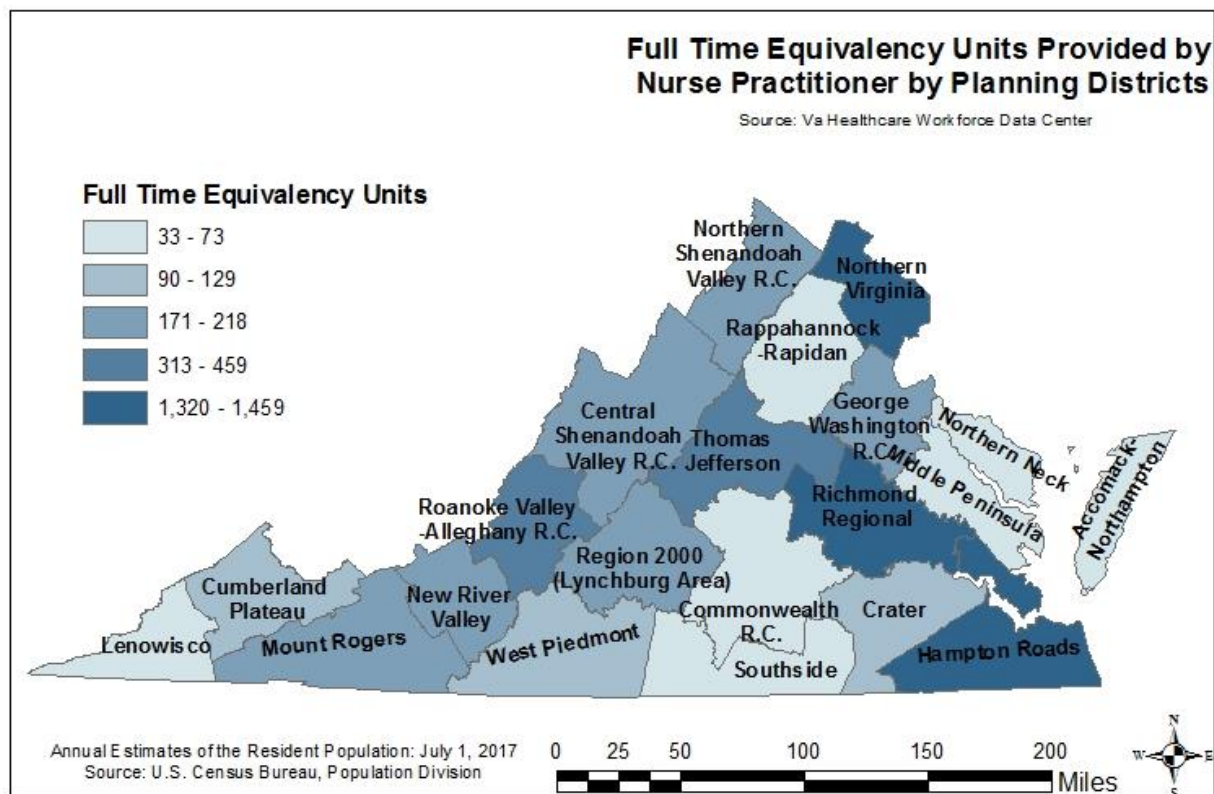 Full Time Equivalency Units Provided by
Nurse Practitioner by Planning Districts
Source: Va Healthcare Workforce Data Center
Full Time Equivalency Units
33 - 73
90 - 129
171 - 218
313 - 459
1,320 - 1,459
Northern
Shenandoah
Valley R.C.
Northern
Virginia
Rappahannock
-Rapidan
Central
Shenandoah
Valley R.C.
Thomas
Jefferson
George
Washington
R.C.
Northern Neck
Middle Peninsula
Accomack-
Northampton
Roanoke Valley
-Alleghany R.C.
Richmond
Regional
Region 2000
(Lynchburg Area)
Cumberland
Plateau
New River
Valley
Commonwealth
R.C.
Crater
Lenowisco
Mount Rogers
West Piedmont
Southside
Hampton Roads
Annual Estimates of the Resident Population: July 1, 2017
Source: U.S. Census Bureau, Population Division
0 25 50 100 150 200
Miles
N
W E
S